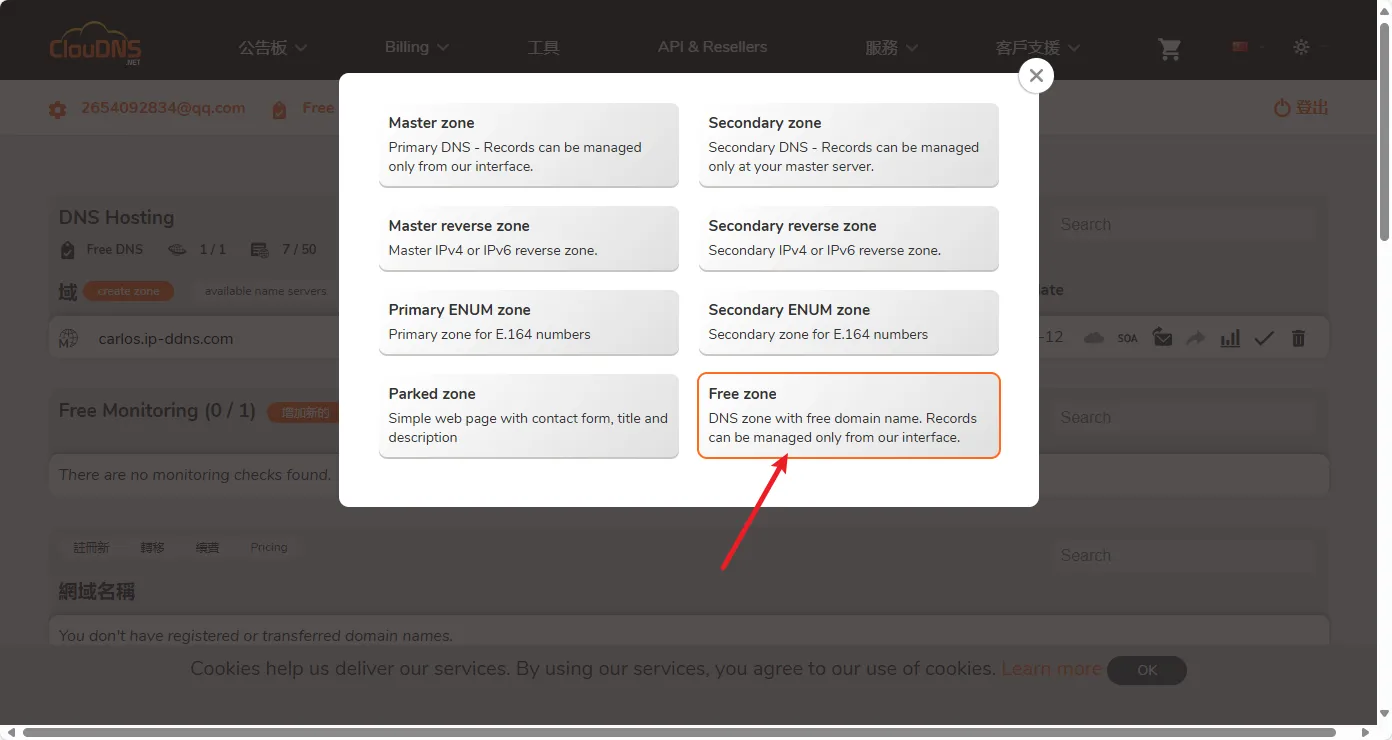 ClouDNS
.NET
公告板
Billing
工具
API & Resellers
服務
客戶支援
2654092834@qq.com
Free
登出
Master zone
Primary DNS - Records can be managed
only from our interface.
Secondary zone
Secondary DNS - Records can be managed
only at your master server.
Master reverse zone
Master IPv4 or IPv6 reverse zone.
Secondary reverse zone
Secondary IPv4 or IPv6 reverse zone.
Primary ENUM zone
Primary zone for E.164 numbers
Secondary ENUM zone
Secondary zone for E.164 numbers
Parked zone
Simple web page with contact form, title and
description
Free zone
DNS zone with free domain name. Records
can be managed only from our interface.
DNS Hosting
Search
Free DNS
1 / 1
7 / 50
域
create zone
available name servers
ate
carlos.ip-ddns.com
-12
SOA
Free Monitoring (0 / 1)
增加新的
Search
There are no monitoring checks found.
註冊新
轉移
續費
Pricing
Search
網域名稱
You don't have registered or transferred domain names.
Cookies help us deliver our services. By using our services, you agree to our use of cookies. Learn more
OK